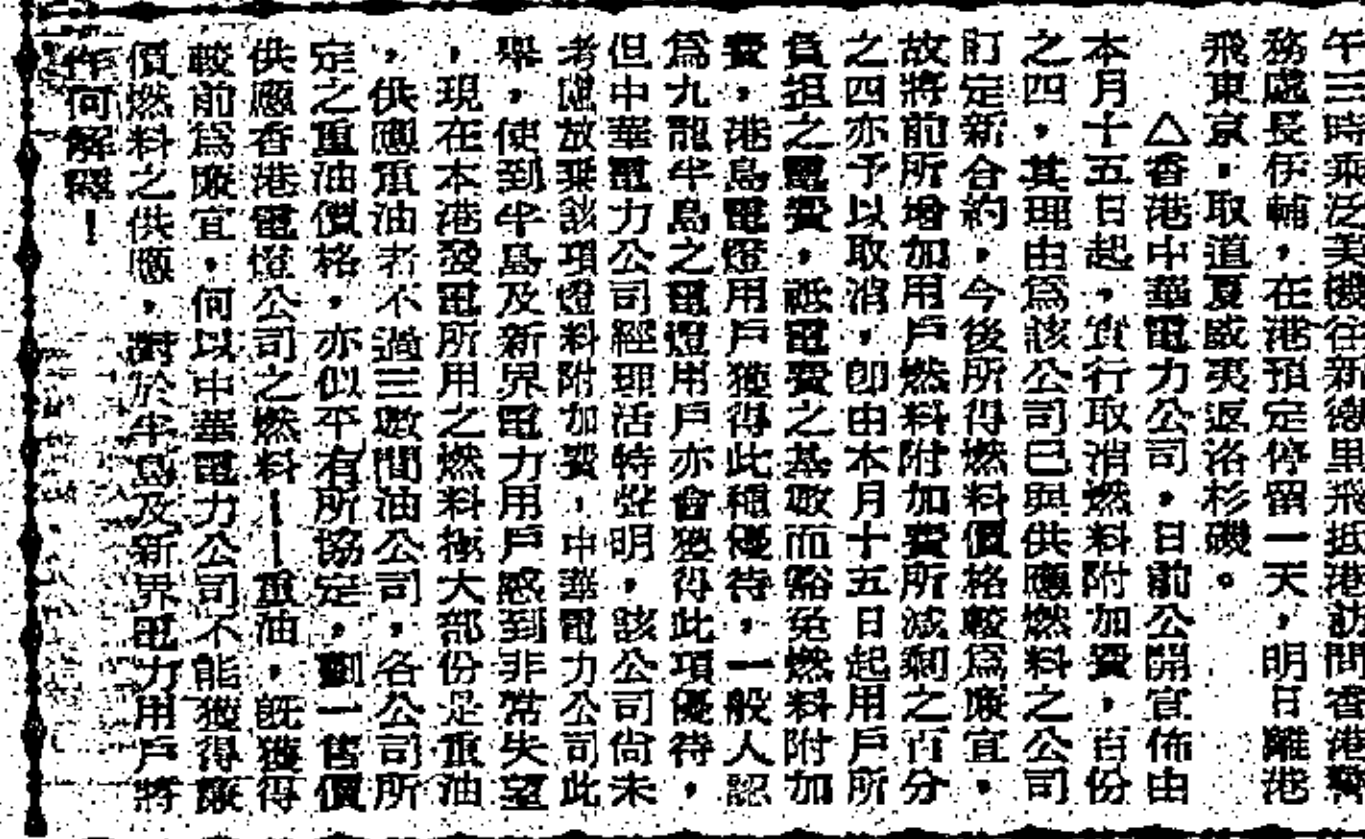 午三時乘泛美機往新德里飛抵港訪問香港警
務處長伊輔，在港預定停留一天，明日離港
飛東京，取道夏威夷返洛杉磯。
△香港中華電力公司，日前公開宣佈由
本月十五日起，實行取消燃料附加費，百份
之四，其理由爲該公司已與供應燃料之公司
訂定新合約，今後所得燃料價格較爲廉宜，
故將前所增加用戶燃料附加費所減剩之百分
之四亦予以取消，即由本月十五日起用戶所
負担之電費，祗電費之基數而豁免燃料附加
費，港島電燈用戶獲得此種優待，一般人認
爲九龍半島之電燈用戶亦會獲得此項優待，
但中華電力公司經理活特聲明，該公司尙未
考慮放棄該項燈料附加費，中華電力公司此
舉，使到半島及新界電力用戶感到非常失望
，現在本港發電所用之燃料極大部份是重油
，供應重油者不過三數間油公司，各公司所
定之重油價格，亦似乎有所協定，劃一售價
供應香港電燈公司之燃料——重油，旣獲得
較前爲廉宜，何以中華電力公司不能獲得廉
價燃料之供應，對於半島及新界電力用戶將
作何解釋！